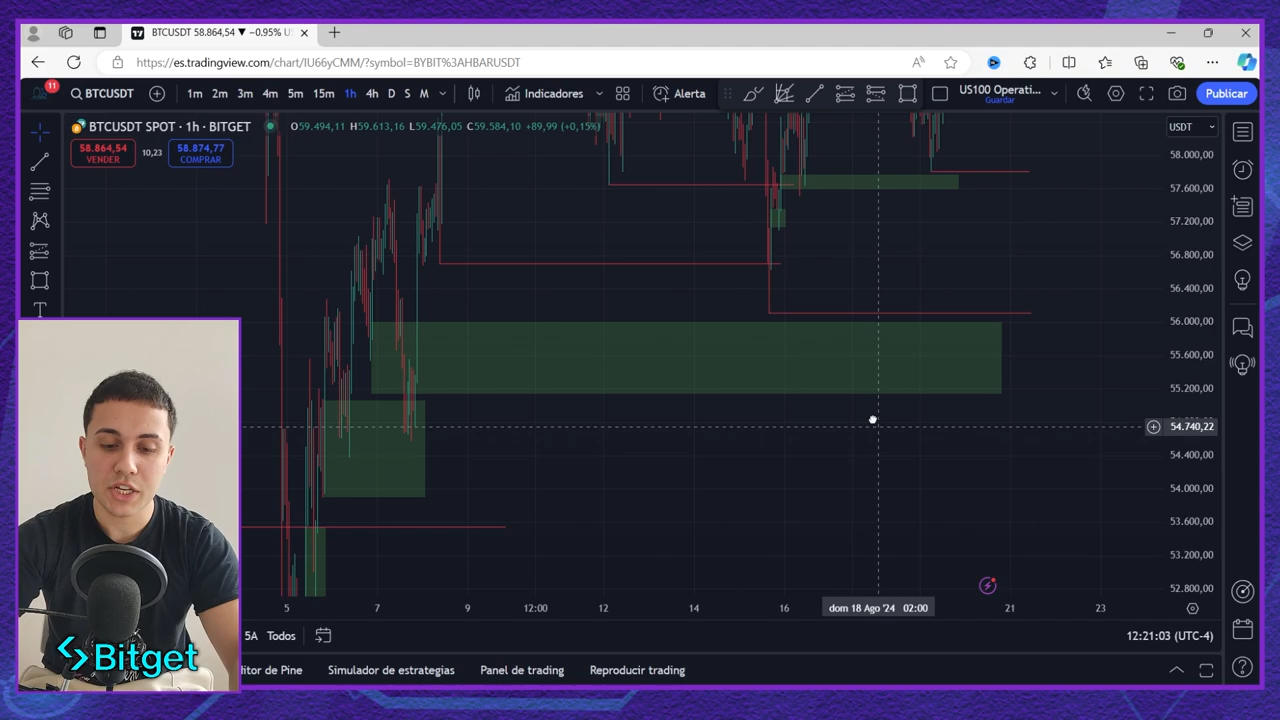 BTCUSDT 58.864,54 ▼ −0.95% U
https://es.tradingview.com/chart/IU66yCMM/?symbol=BYBIT%3AHBARUSDT
11
BTCUSDT
1m 2m 3m 4m 5m 15m 1h 4h D S M
Indicadores
Alerta
US100 Operati...
Guardar
Publicar
BTCUSDT SPOT · 1h · BITGET
O59.494,11 H59.613,16 L59.476,05 C59.584,10 +89,99 (+0,15%)
USDT
58.864,54
VENDER
10,23
58.874,77
COMPRAR
58.000,00
57.600,00
57.200,00
56.800,00
56.400,00
56.000,00
55.600,00
55.200,00
54.740,22
54.400,00
54.000,00
53.600,00
53.200,00
52.800,00
5 7 9 12:00 12 14 16 dom 18 Ago '24 02:00 21 23
5A Todos
12:21:03 (UTC-4)
itor de Pine
Simulador de estrategias
Panel de trading
Reproducir trading
Bitget